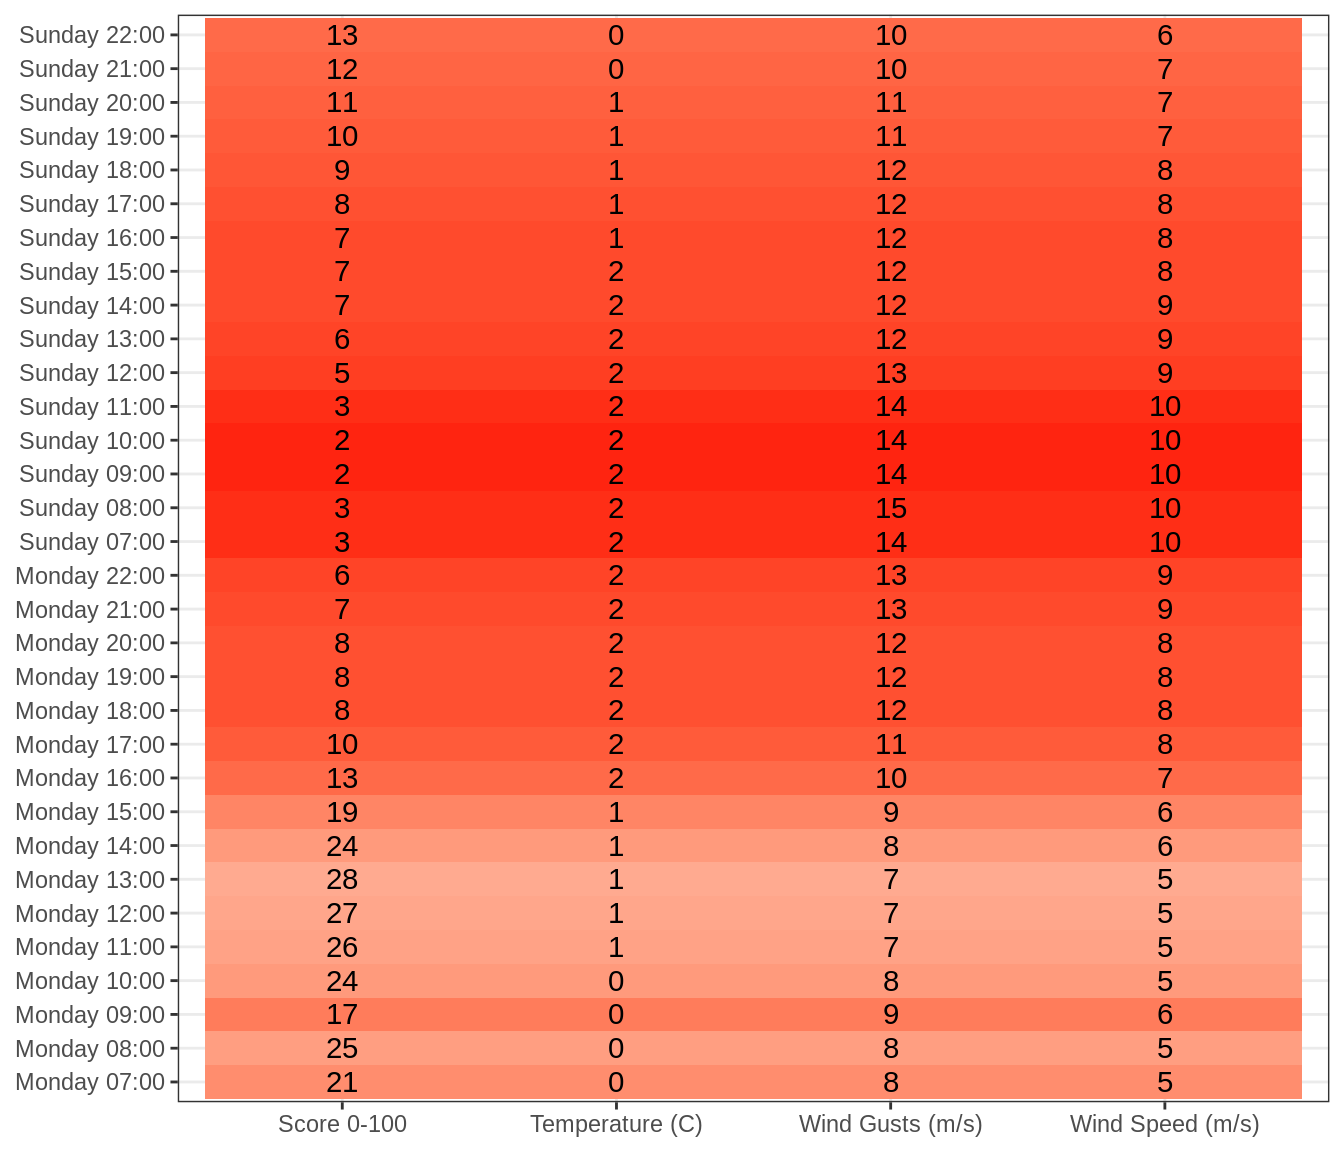 Sunday 22:00 13 0 10 6
Sunday 21:00 12 0 10 7
Sunday 20:00 11 1 11 7
Sunday 19:00 10 1 11 7
Sunday 18:00 9 1 12 8
Sunday 17:00 8 1 12 8
Sunday 16:00 7 1 12 8
Sunday 15:00 7 2 12 8
Sunday 14:00 7 2 12 9
Sunday 13:00 6 2 12 9
Sunday 12:00 5 2 13 9
Sunday 11:00 3 2 14 10
Sunday 10:00 2 2 14 10
Sunday 09:00 2 2 14 10
Sunday 08:00 3 2 15 10
Sunday 07:00 3 2 14 10
Monday 22:00 6 2 13 9
Monday 21:00 7 2 13 9
Monday 20:00 8 2 12 8
Monday 19:00 8 2 12 8
Monday 18:00 8 2 12 8
Monday 17:00 10 2 11 8
Monday 16:00 13 2 10 7
Monday 15:00 19 1 9 6
Monday 14:00 24 1 8 6
Monday 13:00 28 1 7 5
Monday 12:00 27 1 7 5
Monday 11:00 26 1 7 5
Monday 10:00 24 0 8 5
Monday 09:00 17 0 9 6
Monday 08:00 25 0 8 5
Monday 07:00 21 0 8 5
Score 0-100 Temperature (C) Wind Gusts (m/s) Wind Speed (m/s)